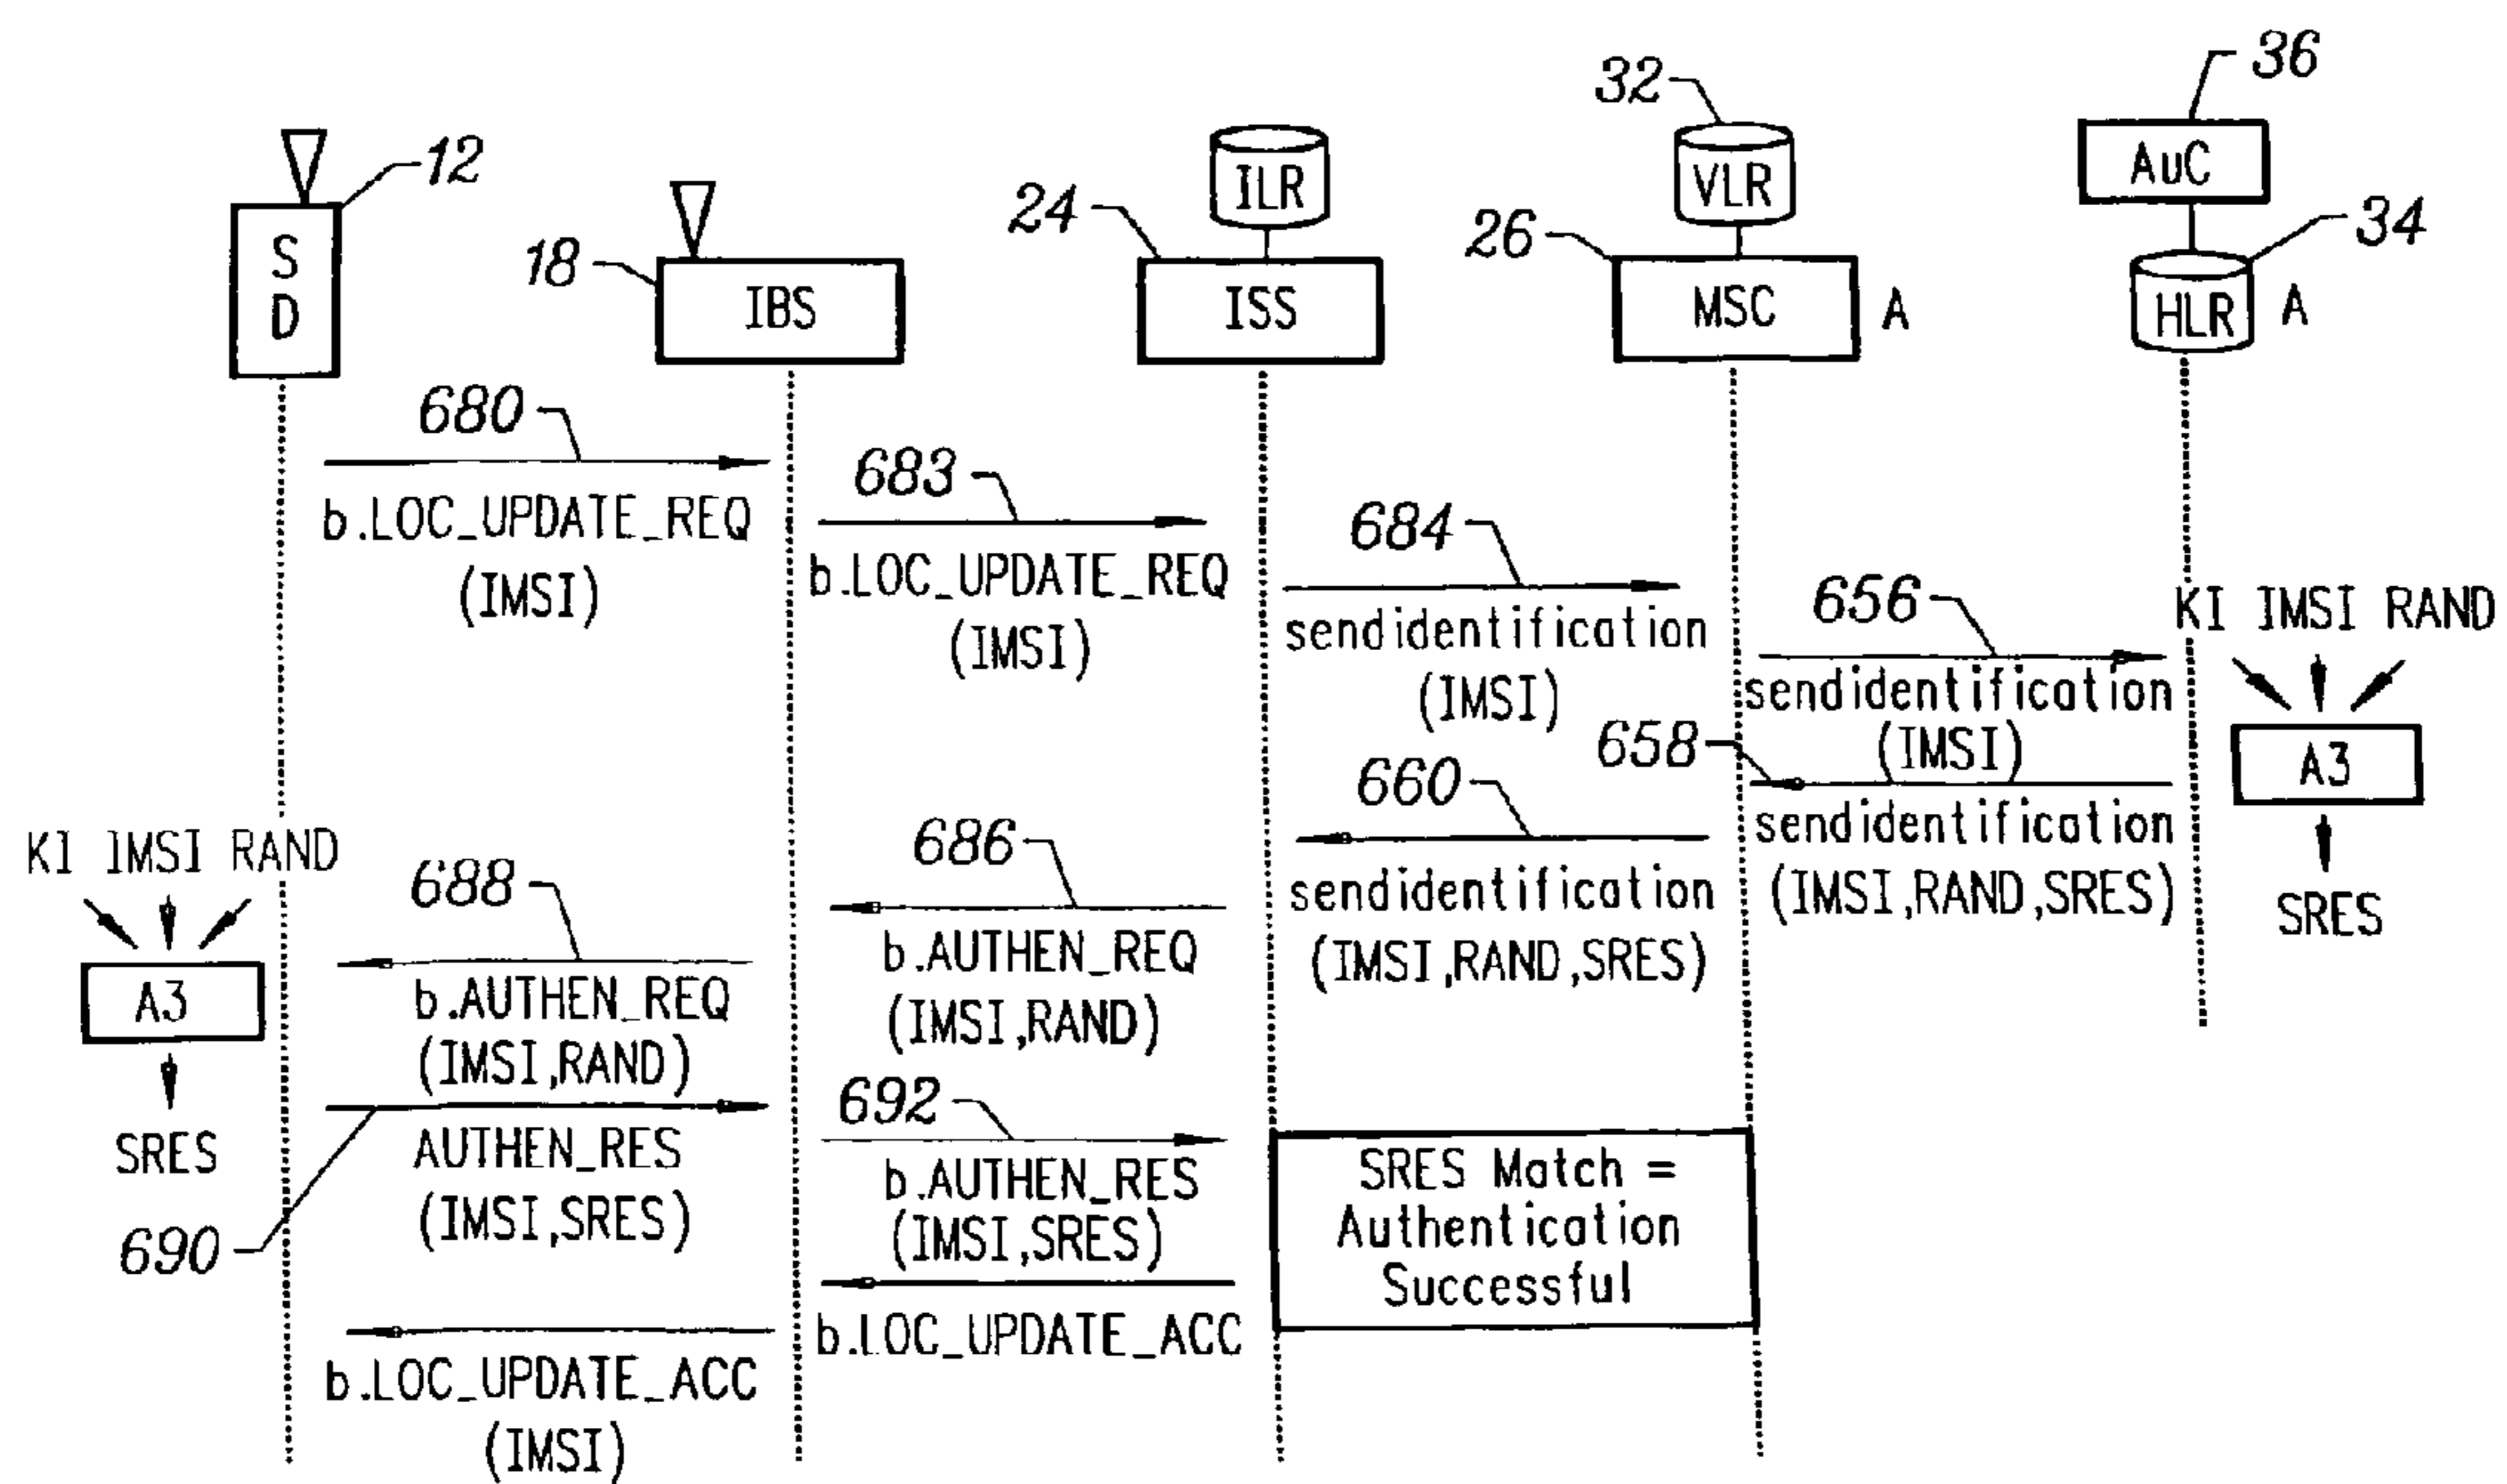 36
32
AuC
12
ILR
VLR
24
34
S
D
18
26
IBS
ISS
MSC
A
HLR
A
680
683
b.LOC_UPDATE_REQ
(IMSI)
684
b.LOC_UPDATE_REQ
(IMSI)
656
KI IMSI RAND
sendidentification
(IMSI)
sendidentification
(IMSI)
658
A3
660
sendidentification
(IMSI,RAND,SRES)
SRES
KI IMSI RAND
688
686
sendidentification
(IMSI,RAND,SRES)
b.AUTHEN_REQ
(IMSI,RAND)
A3
b.AUTHEN_REQ
(IMSI,RAND)
692
SRES
AUTHEN_RES
(IMSI,SRES)
690
b.AUTHEN_RES
(IMSI,SRES)
SRES Match =
Authentication
Successful
b.LOC_UPDATE_ACC
b.LOC_UPDATE_ACC
(IMSI)